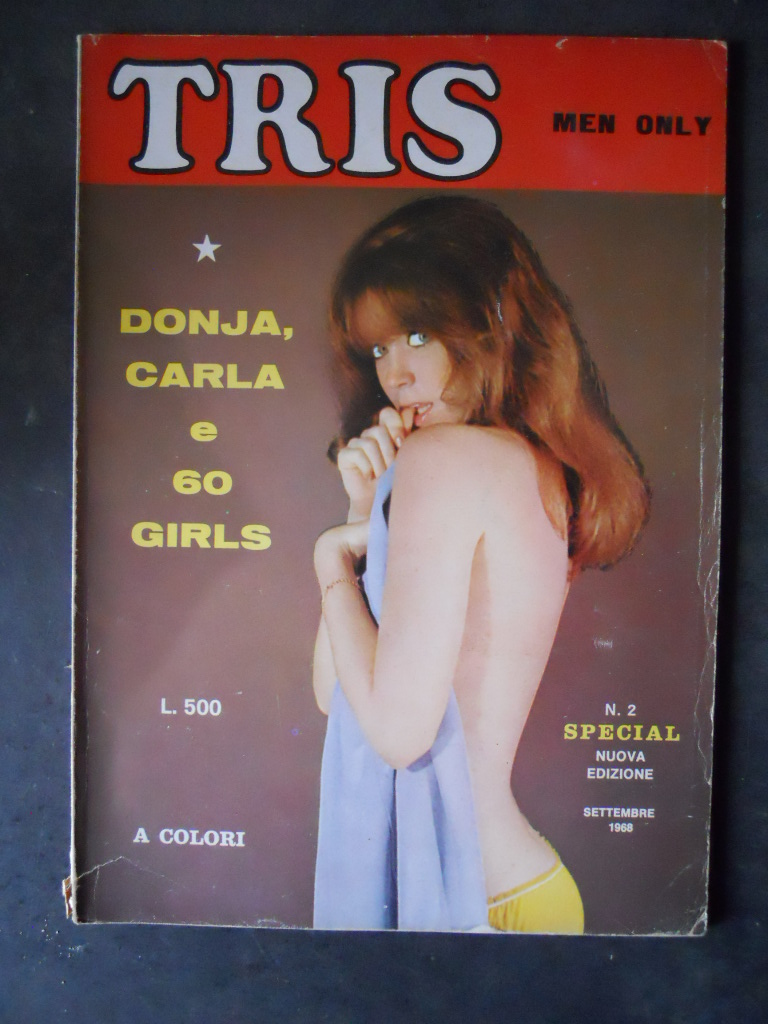 TRIS
MEN ONLY
DONJA,
CARLA
e
60
GIRLS
L. 500
N. 2
SPECIAL
NUOVA
EDIZIONE
SETTEMBRE
1968
A COLORI